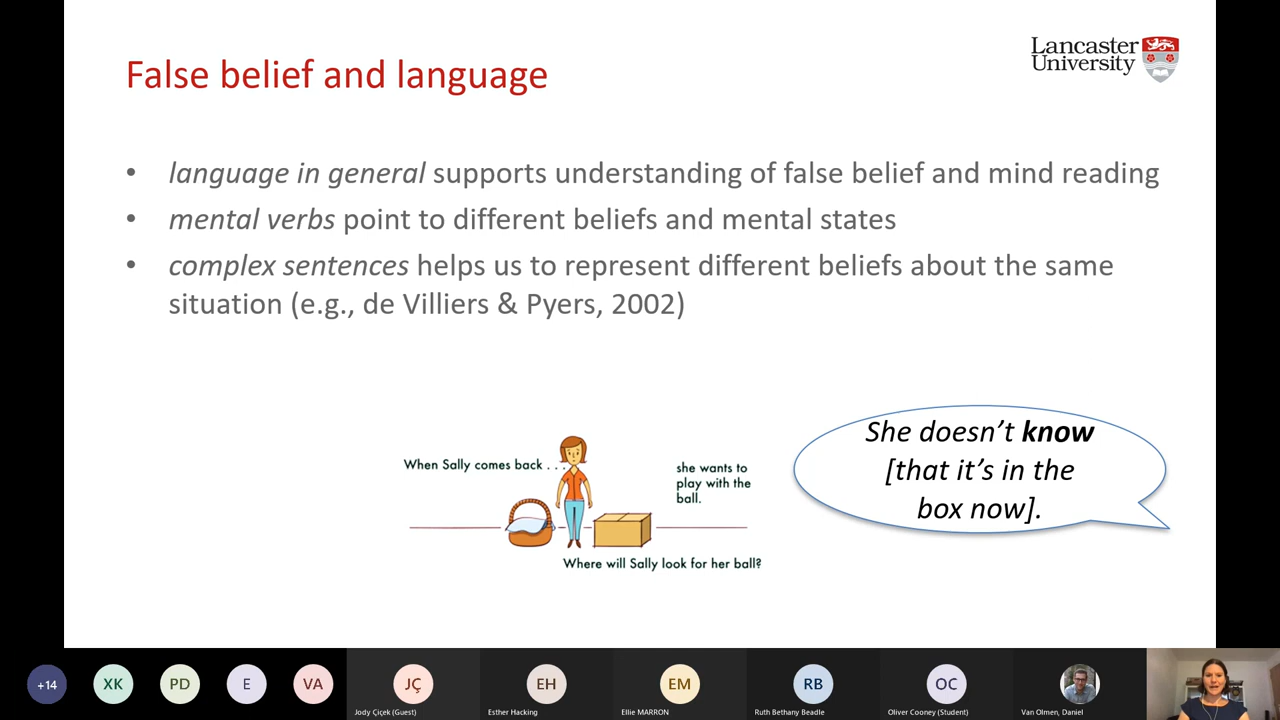 False belief and language
Lancaster
University
• language in general supports understanding of false belief and mind reading
• mental verbs point to different beliefs and mental states
• complex sentences helps us to represent different beliefs about the same
situation (e.g., de Villiers & Pyers, 2002)
When Sally comes back . . .
she wants to
play with the
ball.
Where will Sally look for her ball?
She doesn’t know
[that it’s in the
box now].
+14
XK
PD
E
VA
JÇ
EH
EM
RB
OC
Jody Çiçek (Guest)
Esther Hacking
Ellie MARRON
Ruth Bethany Beadle
Oliver Cooney (Student)
Van Olmen, Daniel